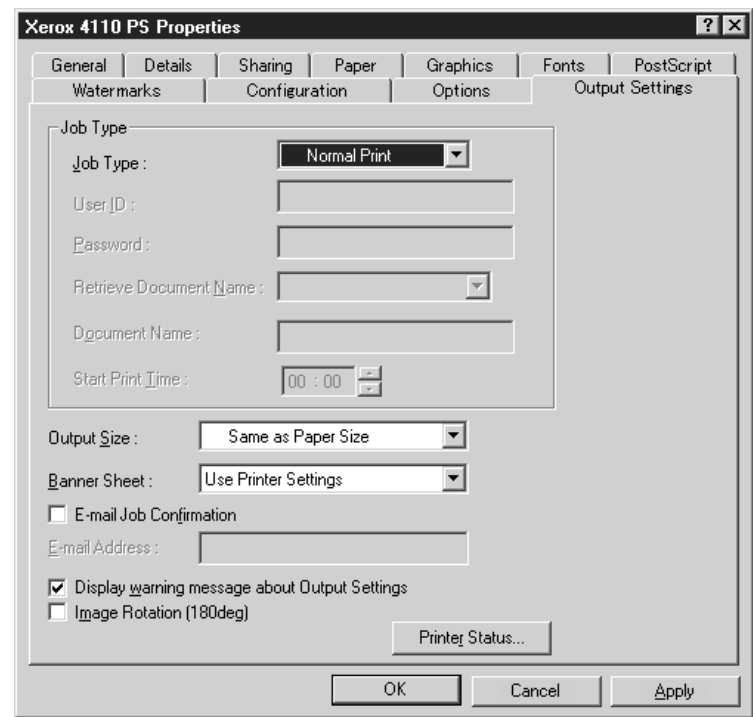 Xerox 4110 PS Properties
General Details Sharing Paper Graphics Fonts PostScript
Watermarks Configuration Options Output Settings
Job Type
Job Type : Normal Print
User ID :
Password :
Retrieve Document Name :
Document Name :
Start Print Time : 00 : 00
Output Size : Same as Paper Size
Banner Sheet : Use Printer Settings
E-mail Job Confirmation
E-mail Address :
Display warning message about Output Settings
Image Rotation (180deg)
Printer Status...
OK Cancel Apply